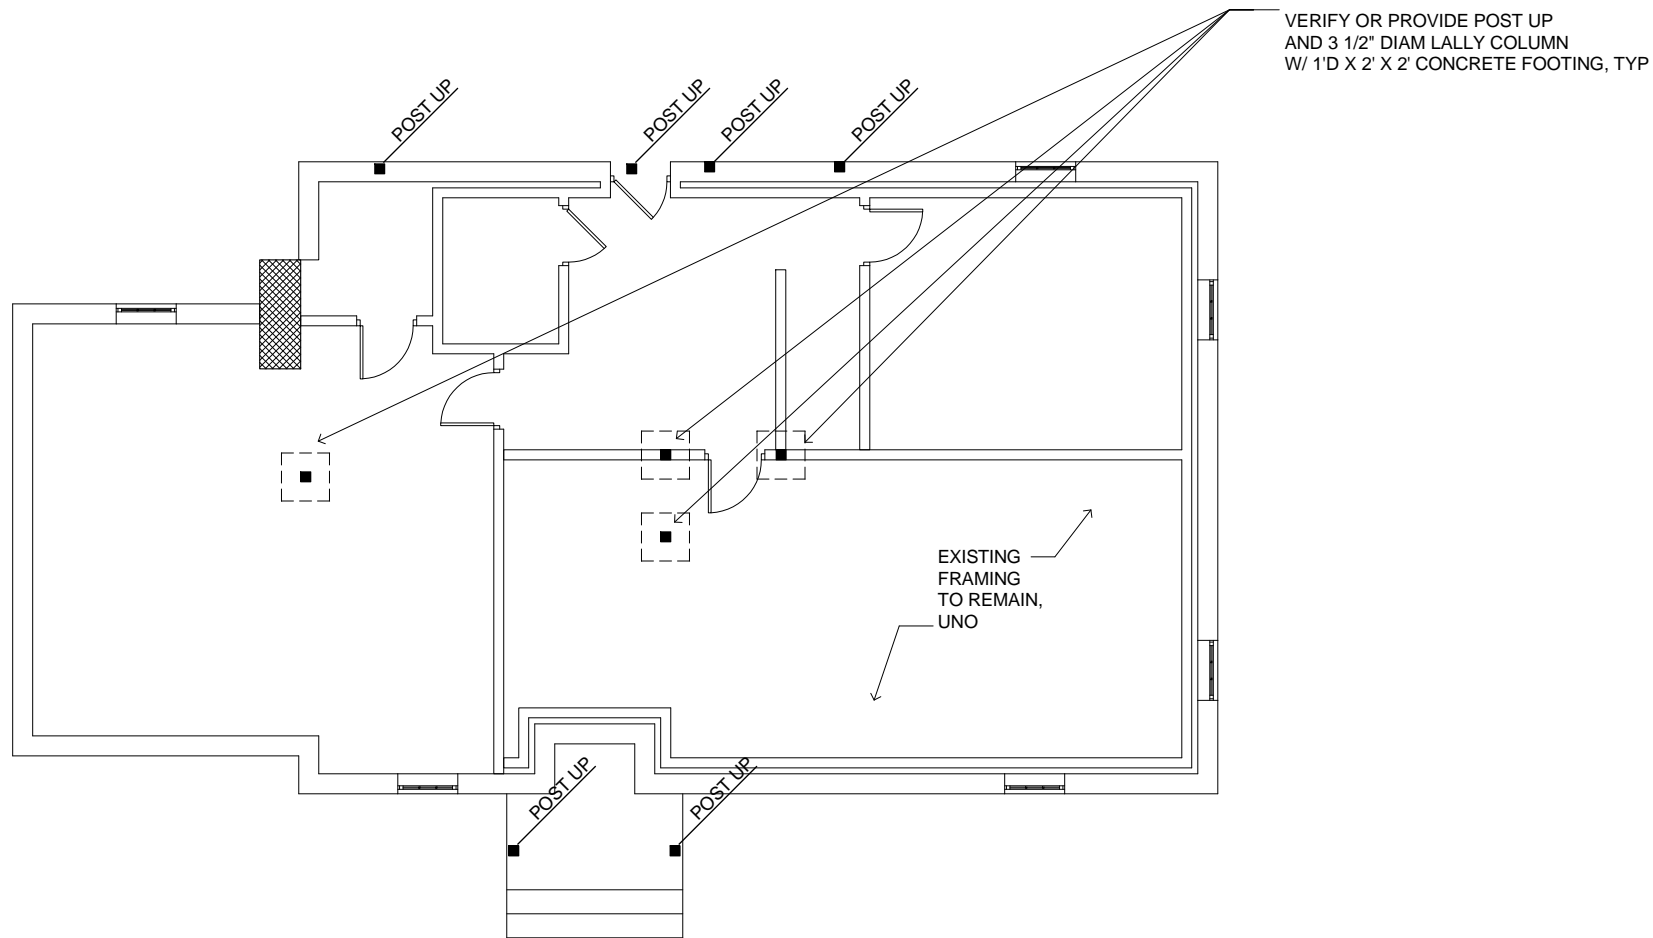 VERIFY OR PROVIDE POST UP
AND 3 1/2" DIAM LALLY COLUMN
W/ 1'D X 2' X 2' CONCRETE FOOTING, TYP
POST UP
POST UP
POST UP
POST UP
EXISTING
FRAMING
TO REMAIN,
UNO
POST UP
POST UP